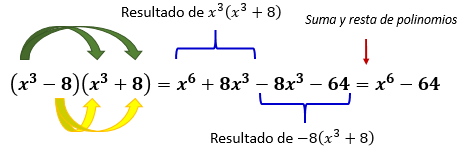 Resultado de x³(x³ + 8)
Suma y resta de polinomios
(x³ − 8)(x³ + 8) = x⁶ + 8x³ − 8x³ − 64 = x⁶ − 64
Resultado de −8(x³ + 8)